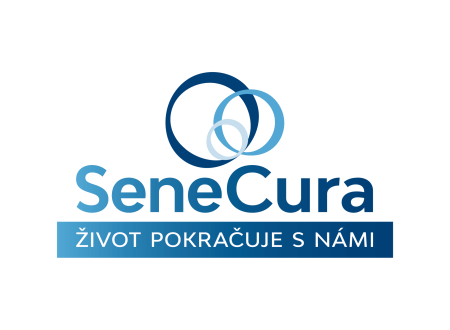 SeneCura
ŽIVOT POKRAČUJE S NÁMI